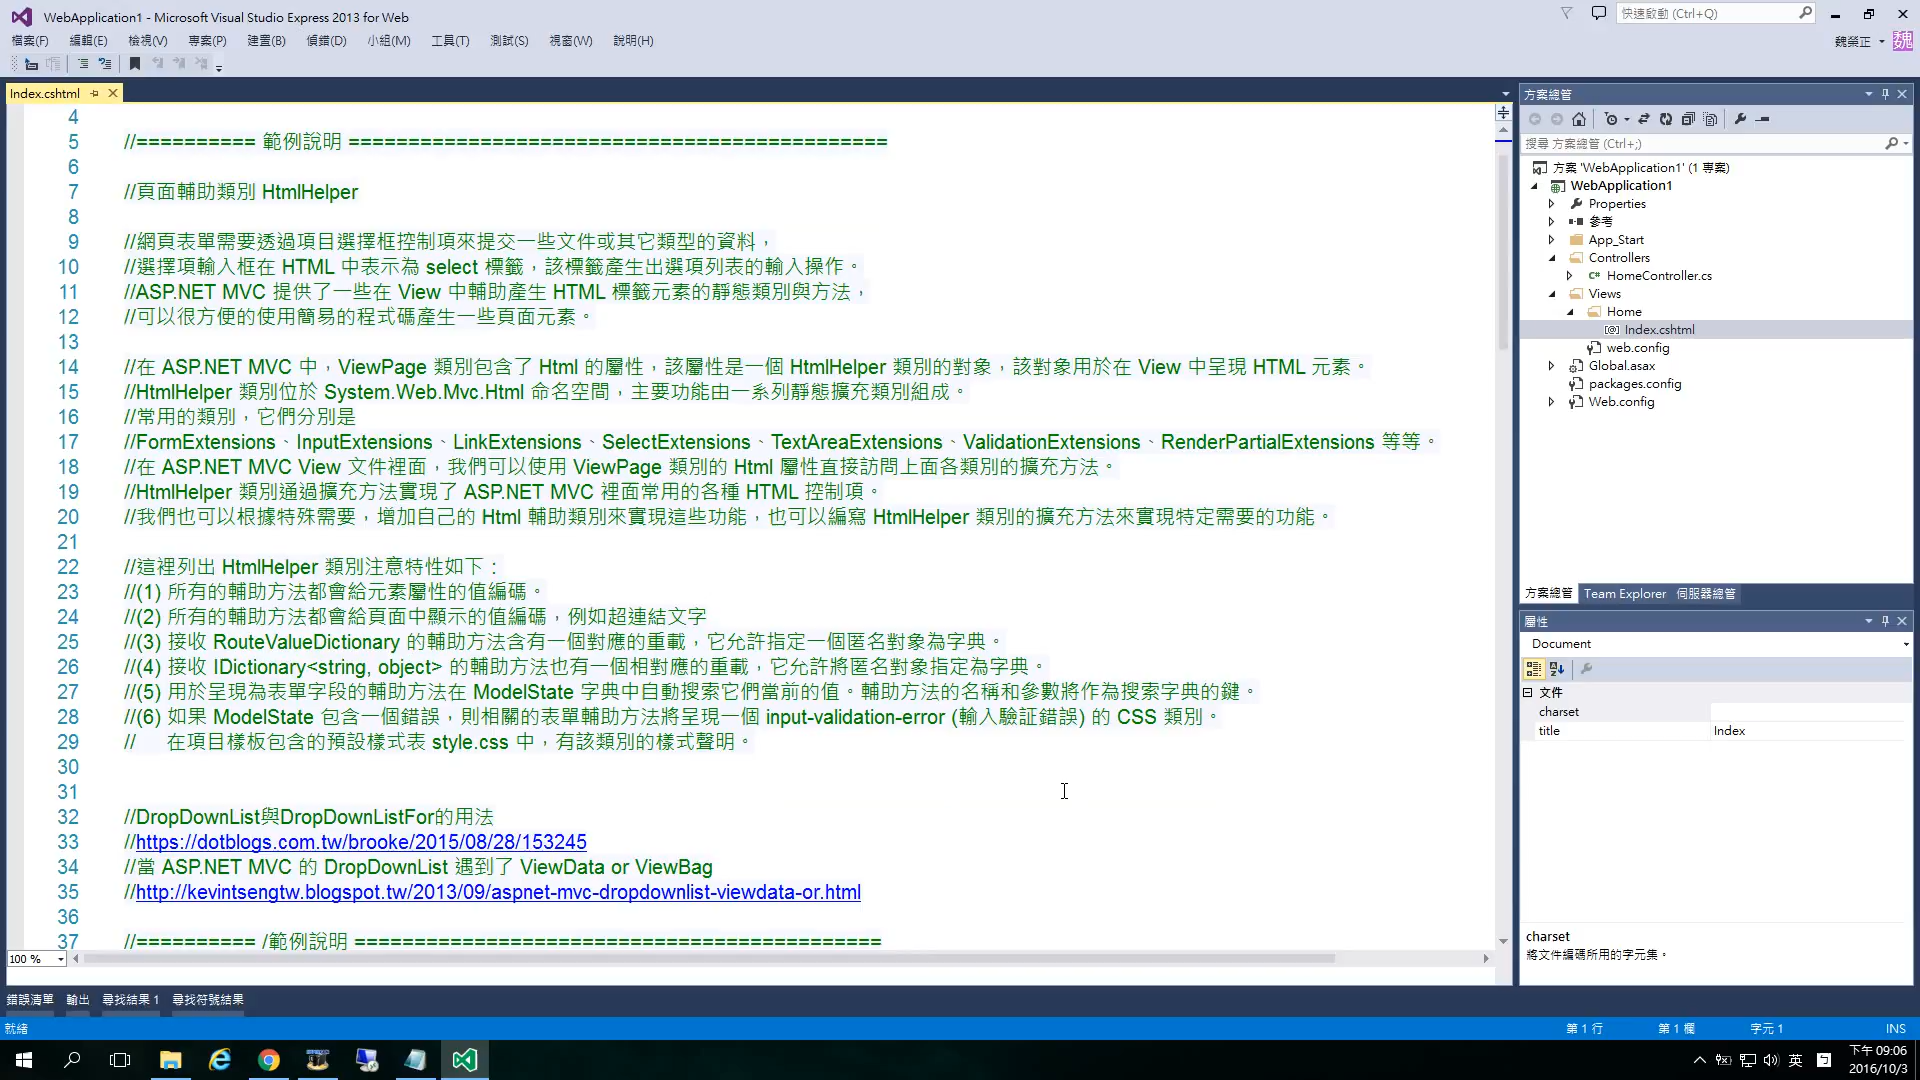 WebApplication1 - Microsoft Visual Studio Express 2013 for Web
快速啟動 (Ctrl+Q)
檔案(F) 編輯(E) 檢視(V) 專案(P) 建置(B) 偵錯(D) 小組(M) 工具(T) 測試(S) 視窗(W) 說明(H)
魏榮正 魏
Index.cshtml
4
5 //========== 範例說明 =============================================
6
7 //頁面輔助類別 HtmlHelper
8
9 //網頁表單需要透過項目選擇框控制項來提交一些文件或其它類型的資料，
10 //選擇項輸入框在 HTML 中表示為 select 標籤，該標籤產生出選項列表的輸入操作。
11 //ASP.NET MVC 提供了一些在 View 中輔助產生 HTML 標籤元素的靜態類別與方法，
12 //可以很方便的使用簡易的程式碼產生一些頁面元素。
13
14 //在 ASP.NET MVC 中，ViewPage 類別包含了 Html 的屬性，該屬性是一個 HtmlHelper 類別的對象，該對象用於在 View 中呈現 HTML 元素。
15 //HtmlHelper 類別位於 System.Web.Mvc.Html 命名空間，主要功能由一系列靜態擴充類別組成。
16 //常用的類別，它們分別是
17 //FormExtensions、InputExtensions、LinkExtensions、SelectExtensions、TextAreaExtensions、ValidationExtensions、RenderPartialExtensions 等等。
18 //在 ASP.NET MVC View 文件裡面，我們可以使用 ViewPage 類別的 Html 屬性直接訪問上面各類別的擴充方法。
19 //HtmlHelper 類別通過擴充方法實現了 ASP.NET MVC 裡面常用的各種 HTML 控制項。
20 //我們也可以根據特殊需要，增加自己的 Html 輔助類別來實現這些功能，也可以編寫 HtmlHelper 類別的擴充方法來實現特定需要的功能。
21
22 //這裡列出 HtmlHelper 類別注意特性如下：
23 //(1) 所有的輔助方法都會給元素屬性的值編碼。
24 //(2) 所有的輔助方法都會給頁面中顯示的值編碼，例如超連結文字
25 //(3) 接收 RouteValueDictionary 的輔助方法含有一個對應的重載，它允許指定一個匿名對象為字典。
26 //(4) 接收 IDictionary<string, object> 的輔助方法也有一個相對應的重載，它允許將匿名對象指定為字典。
27 //(5) 用於呈現為表單字段的輔助方法在 ModelState 字典中自動搜索它們當前的值。輔助方法的名稱和參數將作為搜索字典的鍵。
28 //(6) 如果 ModelState 包含一個錯誤，則相關的表單輔助方法將呈現一個 input-validation-error (輸入驗証錯誤) 的 CSS 類別。
29 // 在項目樣板包含的預設樣式表 style.css 中，有該類別的樣式聲明。
30
31
32 //DropDownList與DropDownListFor的用法
33 //https://dotblogs.com.tw/brooke/2015/08/28/153245
34 //當 ASP.NET MVC 的 DropDownList 遇到了 ViewData or ViewBag
35 //http://kevintsengtw.blogspot.tw/2013/09/aspnet-mvc-dropdownlist-viewdata-or.html
36
37 //========== /範例說明 ============================================
100 %
方案總管
搜尋 方案總管 (Ctrl+;)
方案 'WebApplication1' (1 專案)
WebApplication1
Properties
參考
App_Start
Controllers
C# HomeController.cs
Views
Home
[@] Index.cshtml
web.config
Global.asax
packages.config
Web.config
方案總管 Team Explorer 伺服器總管
屬性
Document
文件
charset
title Index
charset
將文件編碼所用的字元集。
錯誤清單 輸出 尋找結果 1 尋找符號結果
就緒 第 1 行 第 1 欄 字元 1 INS
英
下午 09:06
2016/10/3